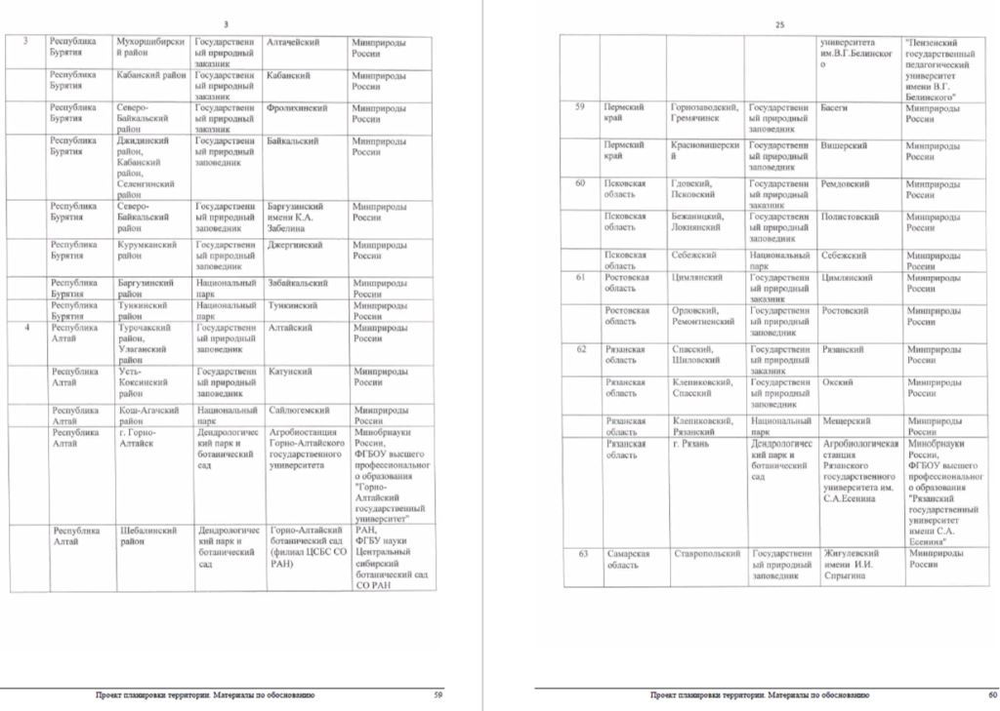 3
3 Республика Мухоршибирски Государственн Алтачейский Минприроды
Бурятия й район ый природный России
заказник
Республика Кабанский район Государственн Кабанский Минприроды
Бурятия ый природный России
заказник
Республика Северо- Государственн Фролихинский Минприроды
Бурятия Байкальский ый природный России
район заказник
Республика Джидинский Государственн Байкальский Минприроды
Бурятия район, ый природный России
Кабанский заповедник
район,
Селенгинский
район
Республика Северо- Государственн Баргузинский Минприроды
Бурятия Байкальский ый природный имени К.А. России
район заповедник Забелина
Республика Курумканский Государственн Джергинский Минприроды
Бурятия район ый природный России
заповедник
Республика Баргузинский Национальный Забайкальский Минприроды
Бурятия район парк России
Республика Тункинский Национальный Тункинский Минприроды
Бурятия район парк России
4 Республика Турочакский Государственн Алтайский Минприроды
Алтай район, ый природный России
Улаганский заповедник
район
Республика Усть- Государственн Катунский Минприроды
Алтай Коксинский ый природный России
район заповедник
Республика Кош-Агачский Национальный Сайлюгемский Минприроды
Алтай район парк России
Республика г. Горно- Дендрологичес Агробиостанция Минобрнауки
Алтай Алтайск кий парк и Горно-Алтайского России,
ботанический государственного ФГБОУ высшего
сад университета профессиональног
о образования
"Горно-
Алтайский
государственный
университет"
Республика Шебалинский Дендрологичес Горно-Алтайский РАН,
Алтай район кий парк и ботанический сад ФГБУ науки
ботанический (филиал ЦСБС СО Центральный
сад РАН) сибирский
ботанический сад
СО РАН
Проект планировки территории. Материалы по обоснованию 59
25
университета "Пензенский
им.В.Г.Белинског государственный
о педагогический
университет
имени В.Г.
Белинского"
59 Пермский Горнозаводский, Государственн Басеги Минприроды
край Гремячинск ый природный России
заповедник
Пермский Красновишерски Государственн Вишерский Минприроды
край й ый природный России
заповедник
60 Псковская Гдовский, Государственн Ремдовский Минприроды
область Псковский ый природный России
заказник
Псковская Бежаницкий, Государственн Полистовский Минприроды
область Локнянский ый природный России
заповедник
Псковская Себежский Национальный Себежский Минприроды
область парк России
61 Ростовская Цимлянский Государственн Цимлянский Минприроды
область ый природный России
заказник
Ростовская Орловский, Государственн Ростовский Минприроды
область Ремонтненский ый природный России
заповедник
62 Рязанская Спасский, Государственн Рязанский Минприроды
область Шиловский ый природный России
заказник
Рязанская Клепиковский, Государственн Окский Минприроды
область Спасский ый природный России
заповедник
Рязанская Клепиковский, Национальный Мещерский Минприроды
область Рязанский парк России
Рязанская г. Рязань Дендрологичес Агробиологическая Минобрнауки
область кий парк и станция России,
ботанический Рязанского ФГБОУ высшего
сад государственного профессиональног
университета им. о образования
С.А.Есенина "Рязанский
государственный
университет
имени С.А.
Есенина"
63 Самарская Ставропольский Государственн Жигулевский Минприроды
область ый природный имени И.И. России
заповедник Спрыгина
Проект планировки территории. Материалы по обоснованию 60